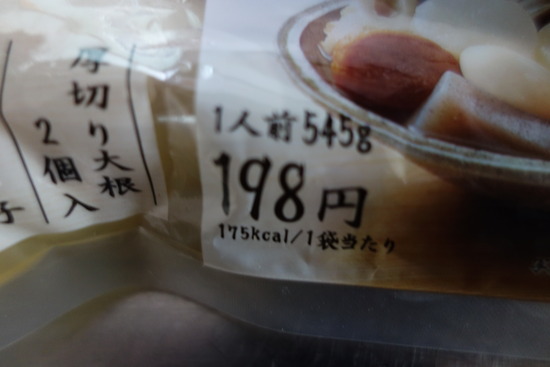 厚切り大根
2個入
子
1人前545g
198円
175kcal/1袋当たり